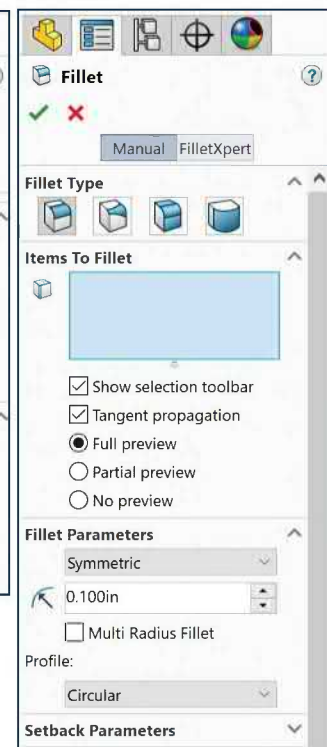 Fillet
?
Manual FilletXpert
Fillet Type
Items To Fillet
Show selection toolbar
Tangent propagation
Full preview
Partial preview
No preview
Fillet Parameters
Symmetric
0.100in
Multi Radius Fillet
Profile:
Circular
Setback Parameters